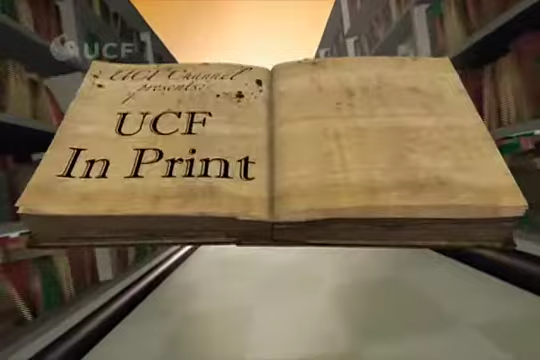 UCF
UCF Channel
presents:
UCF
In Print